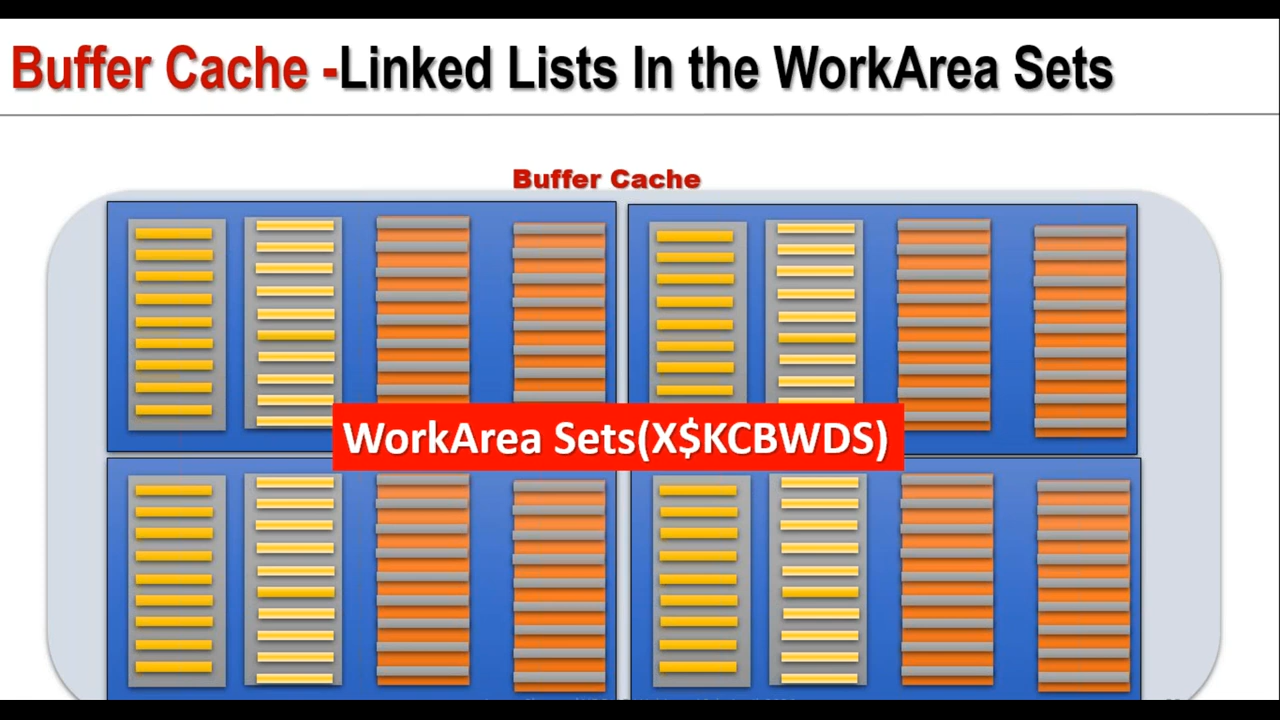 Buffer Cache -Linked Lists In the WorkArea Sets
Buffer Cache
WorkArea Sets(X$KCBWDS)